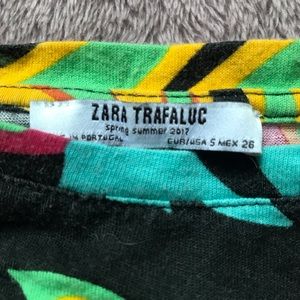 ZARA TRAFALUC
spring summer 2017
IN PORTUGAL EUR/USA S MEX 26